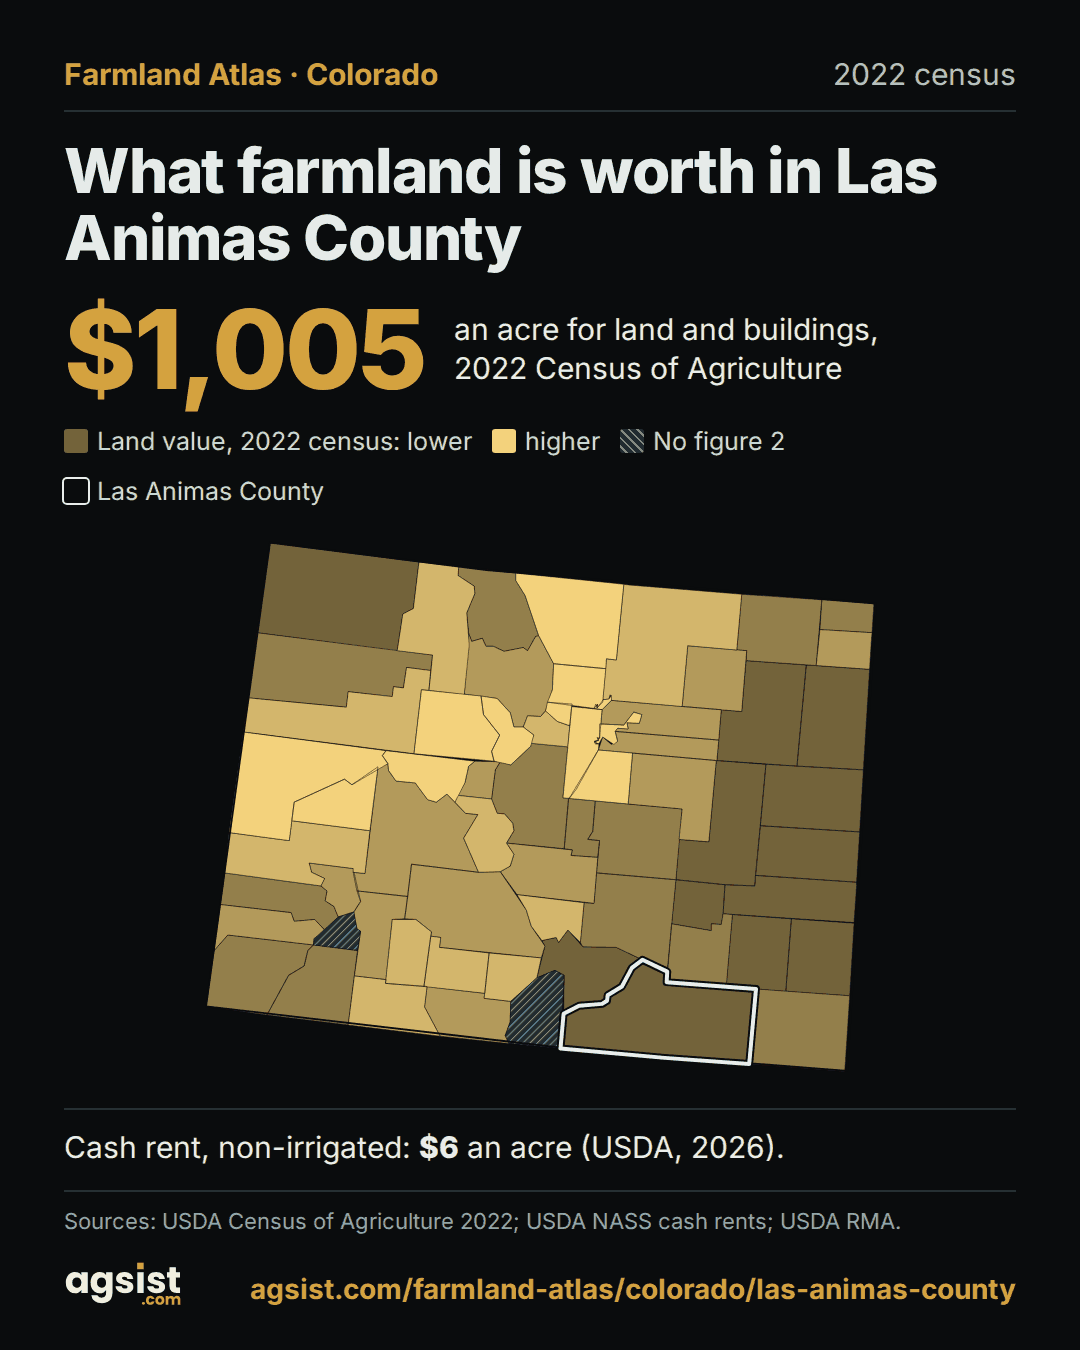 Farmland Atlas · Colorado
2022 census
What farmland is worth in Las
Animas County
$1,005
an acre for land and buildings,
2022 Census of Agriculture
Land value, 2022 census: lower
higher
No figure 2
Las Animas County
Cash rent, non-irrigated: $6 an acre (USDA, 2026).
Sources: USDA Census of Agriculture 2022; USDA NASS cash rents; USDA RMA.
agsist
.com
agsist.com/farmland-atlas/colorado/las-animas-county